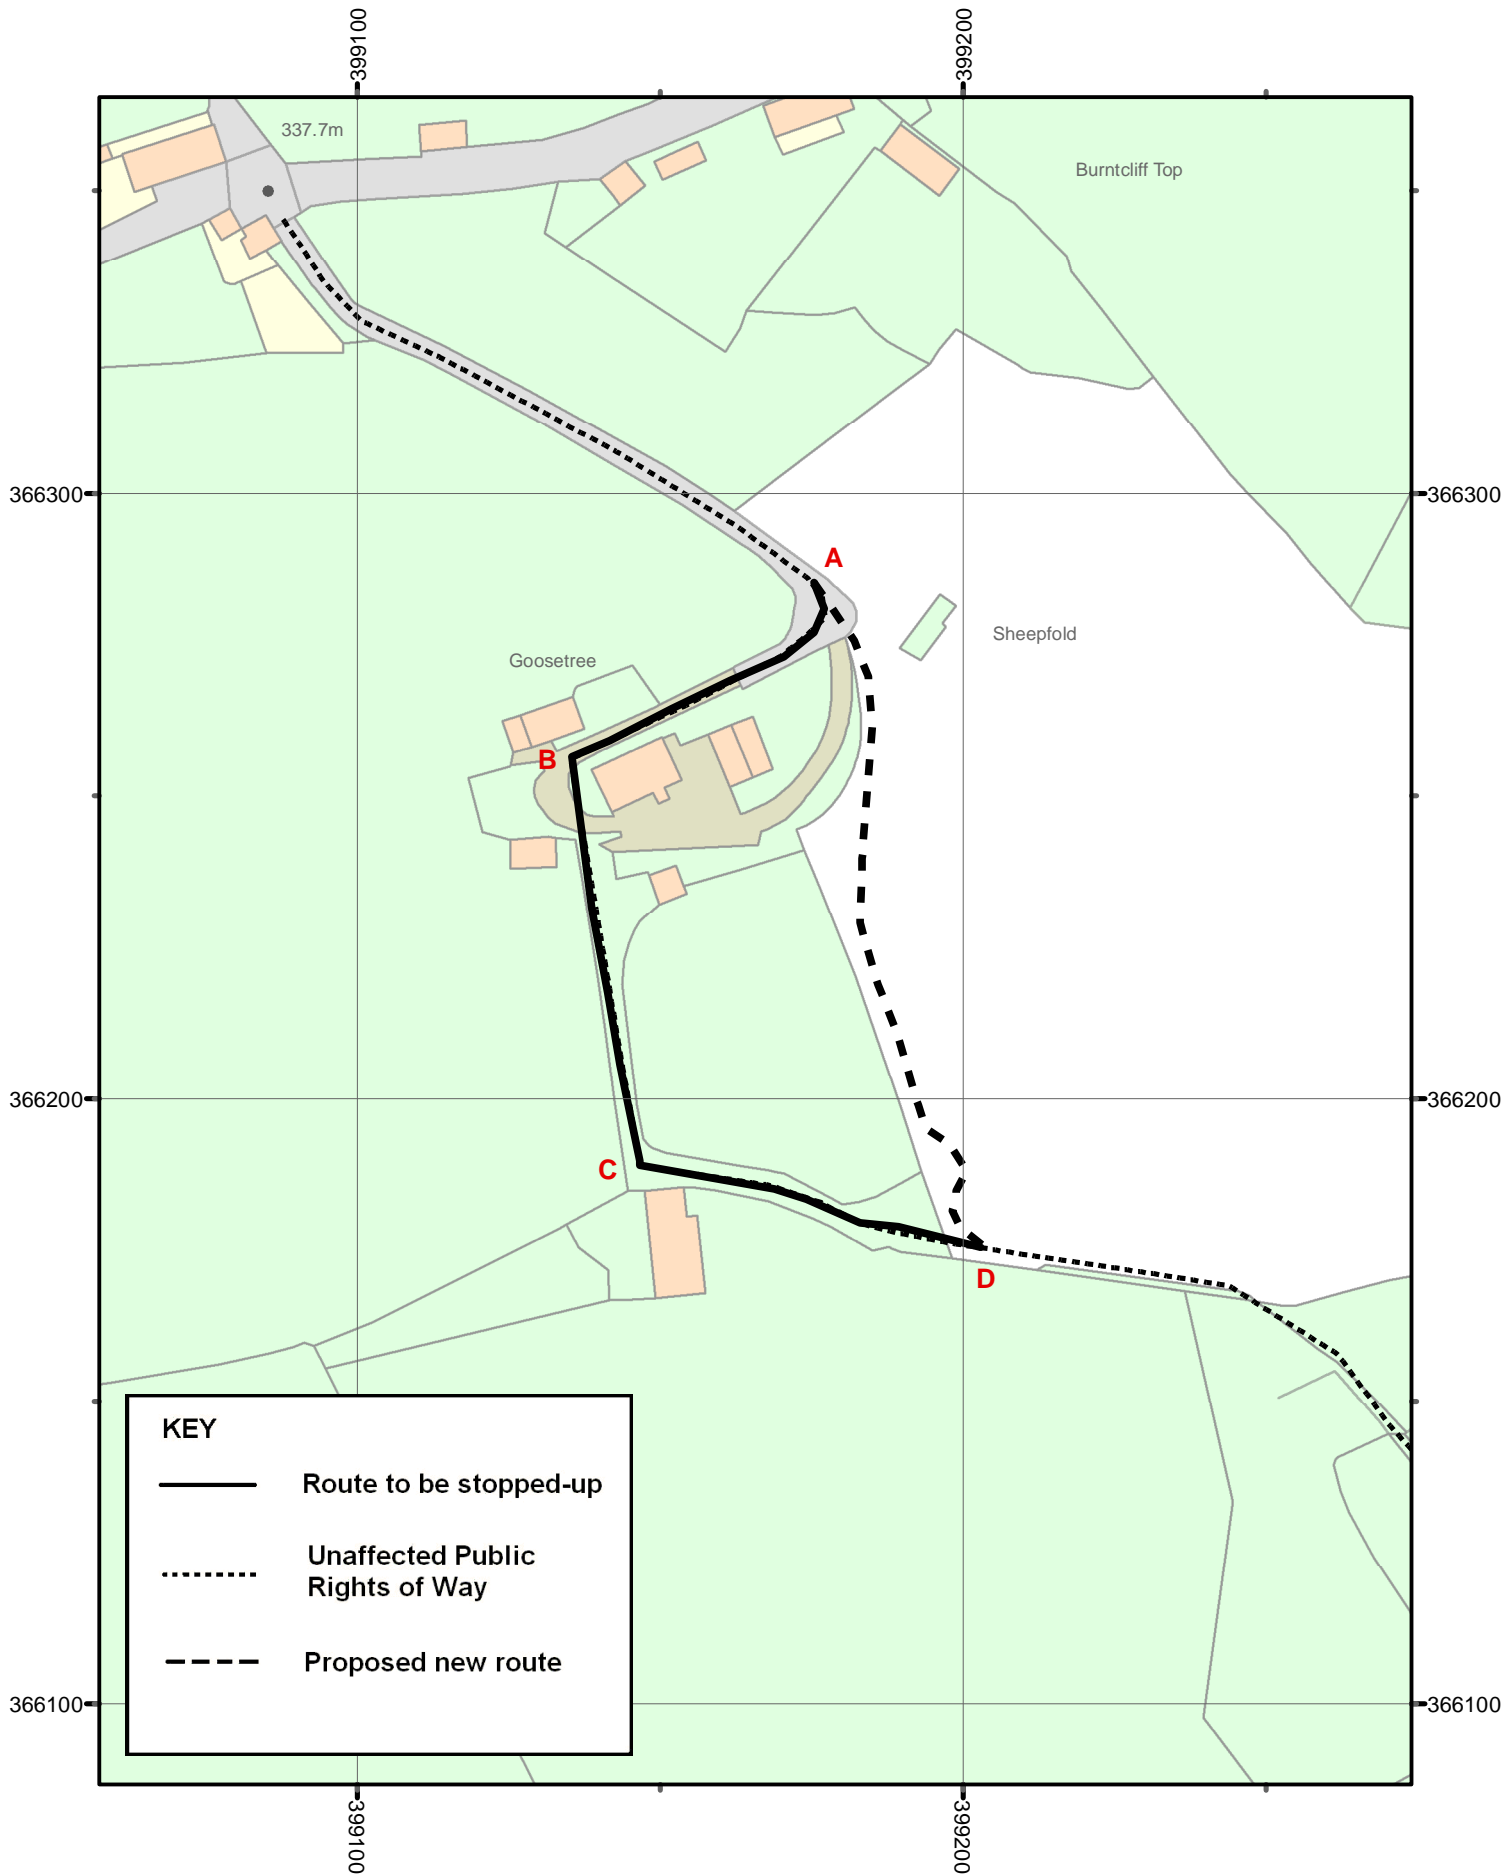 399100
399200
337.7m
Burntcliff Top
366300
366300
A
Sheepfold
Goosetree
B
366200
366200
C
D
KEY
Route to be stopped-up
Unaffected Public
Rights of Way
Proposed new route
366100
366100
399100
399200